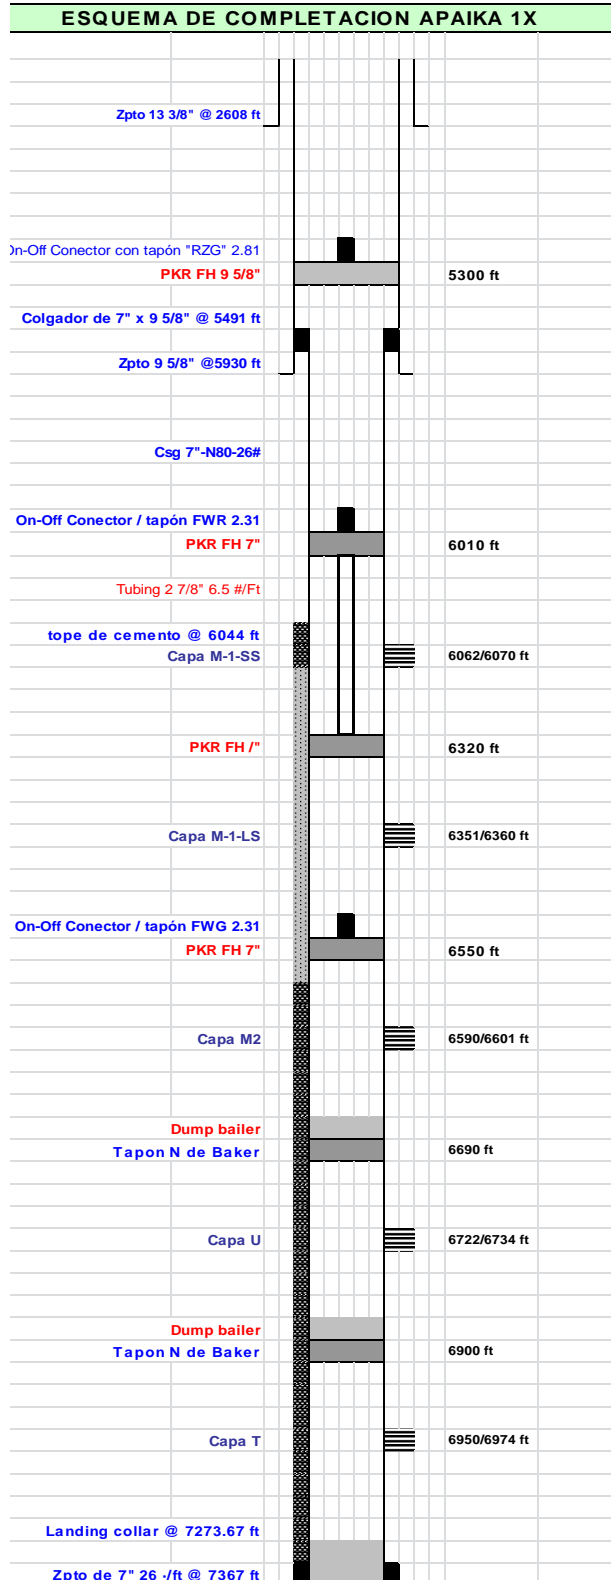 ESQUEMA DE COMPLETACION APAIKA 1X
Zpto 13 3/8" @ 2608 ft
On-Off Conector con tapón "RZG" 2.81
PKR FH 9 5/8"
5300 ft
Colgador de 7" x 9 5/8" @ 5491 ft
Zpto 9 5/8" @5930 ft
Csg 7"-N80-26#
On-Off Conector / tapón FWR 2.31
PKR FH 7"
6010 ft
Tubing 2 7/8" 6.5 #/Ft
tope de cemento @ 6044 ft
Capa M-1-SS
6062/6070 ft
PKR FH /"
6320 ft
Capa M-1-LS
6351/6360 ft
On-Off Conector / tapón FWG 2.31
PKR FH 7"
6550 ft
Capa M2
6590/6601 ft
Dump bailer
Tapon N de Baker
6690 ft
Capa U
6722/6734 ft
Dump bailer
Tapon N de Baker
6900 ft
Capa T
6950/6974 ft
Landing collar @ 7273.67 ft
Zpto de 7" 26 ·/ft @ 7367 ft